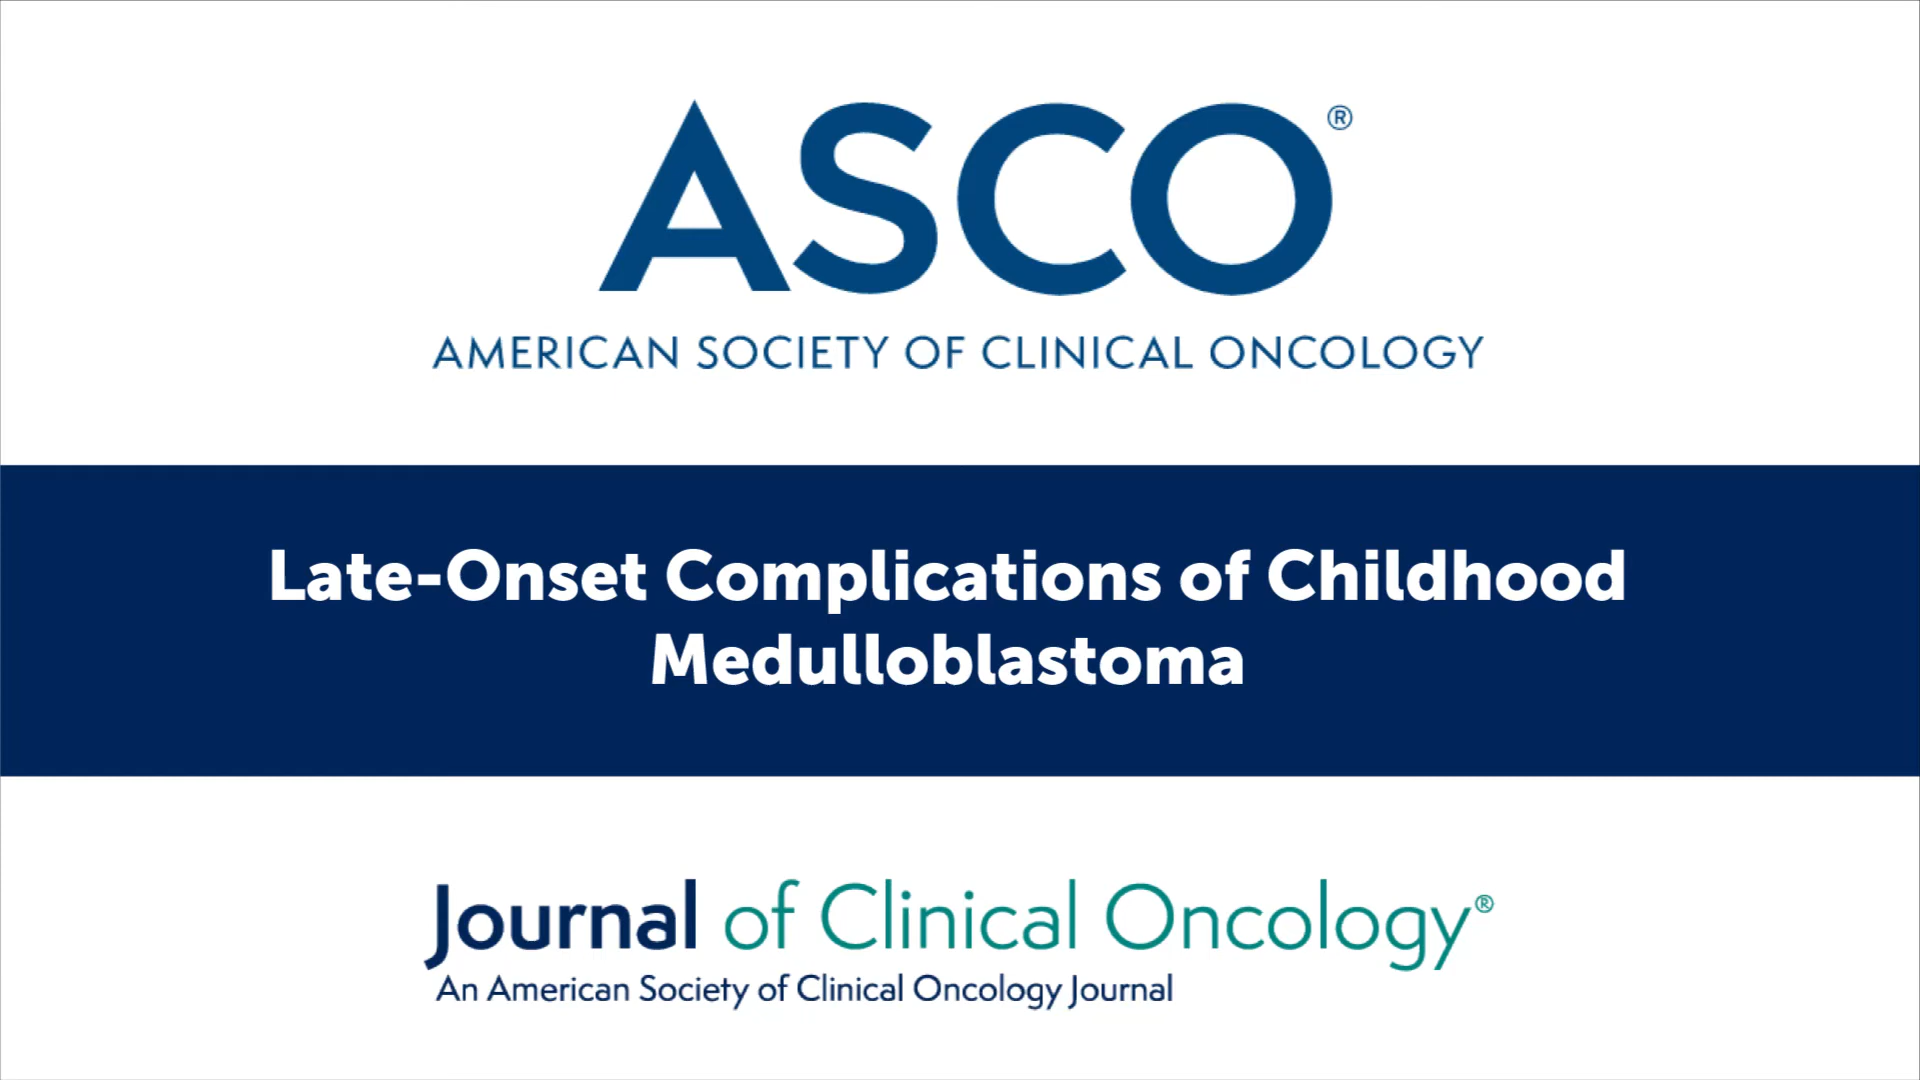 ASCO®
AMERICAN SOCIETY OF CLINICAL ONCOLOGY
Late-Onset Complications of Childhood
Medulloblastoma
Journal of Clinical Oncology®
An American Society of Clinical Oncology Journal